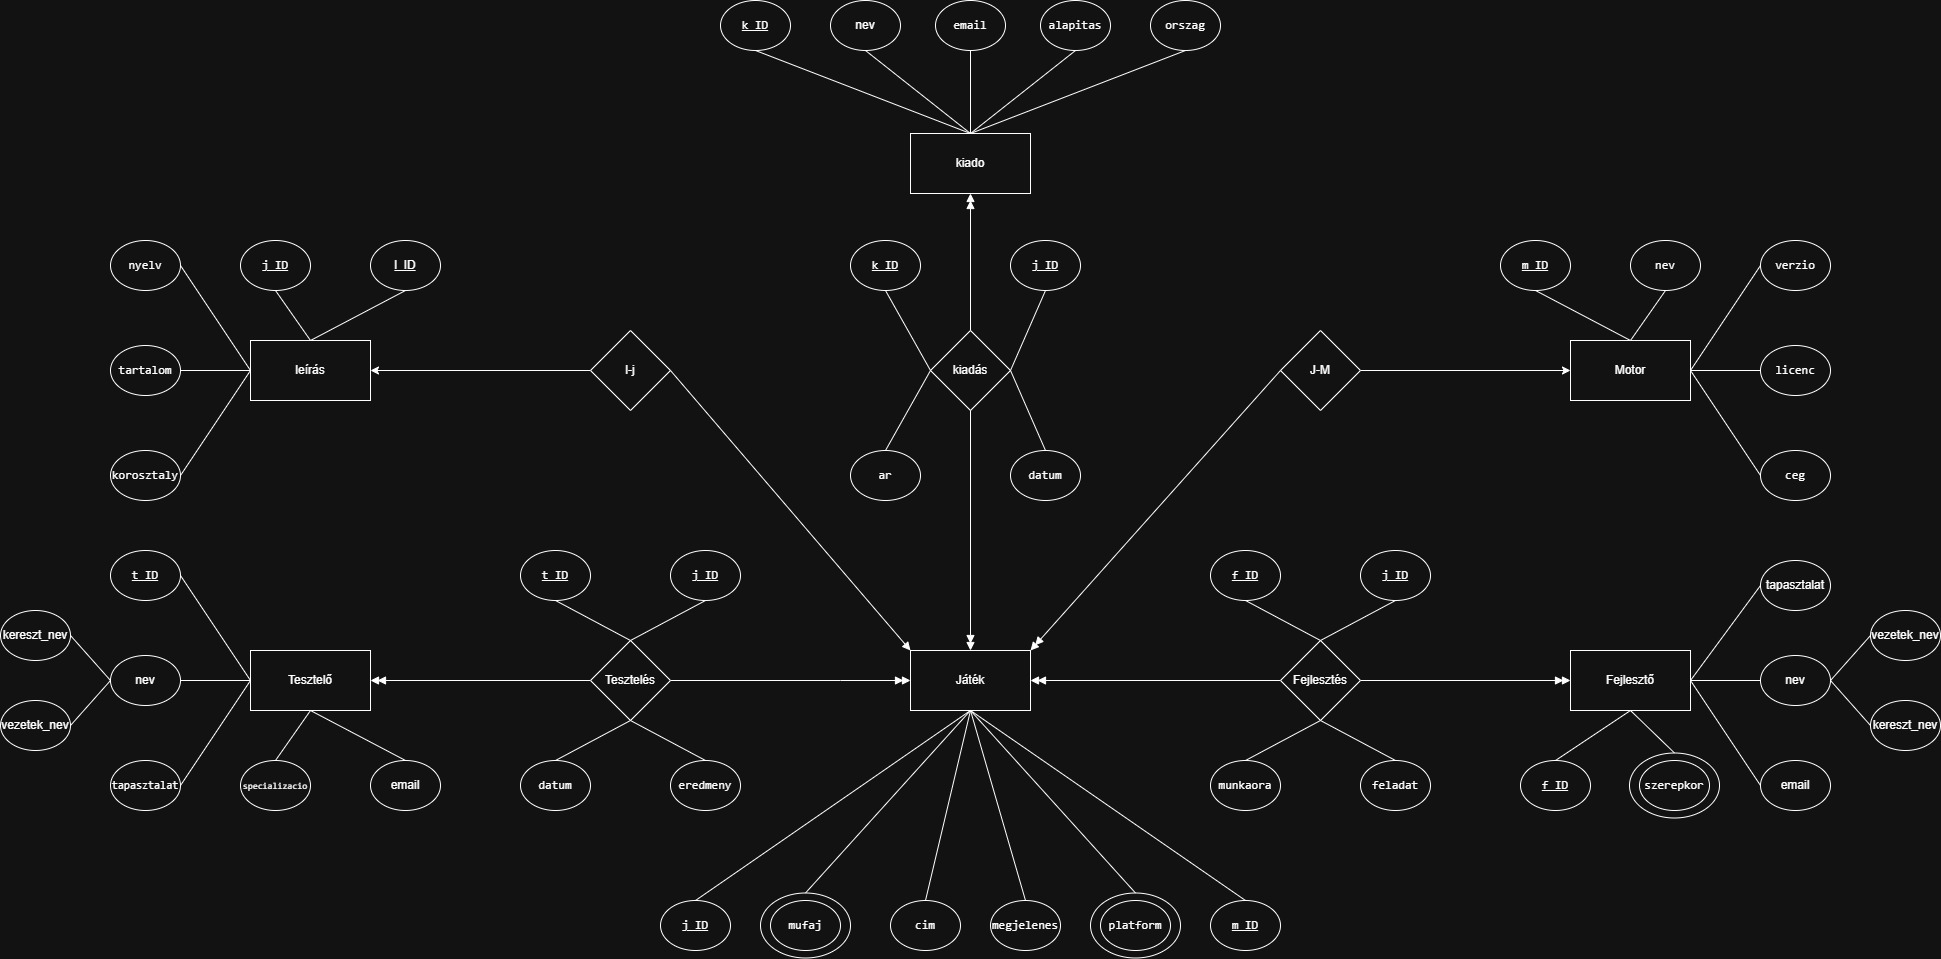 k_ID
nev
email
alapitas
orszag
kiado
nyelv
j_ID
l_ID
k_ID
j_ID
m_ID
nev
verzio
tartalom
leírás
l-j
kiadás
J-M
Motor
licenc
korosztaly
ar
datum
ceg
t_ID
t_ID
j_ID
f_ID
j_ID
tapasztalat
kereszt_nev
vezetek_nev
nev
Tesztelő
Tesztelés
Játék
Fejlesztés
Fejlesztő
nev
vezetek_nev
kereszt_nev
tapasztalat
specializacio
email
datum
eredmeny
munkaora
feladat
f_ID
szerepkor
email
j_ID
mufaj
cim
megjelenes
platform
m_ID